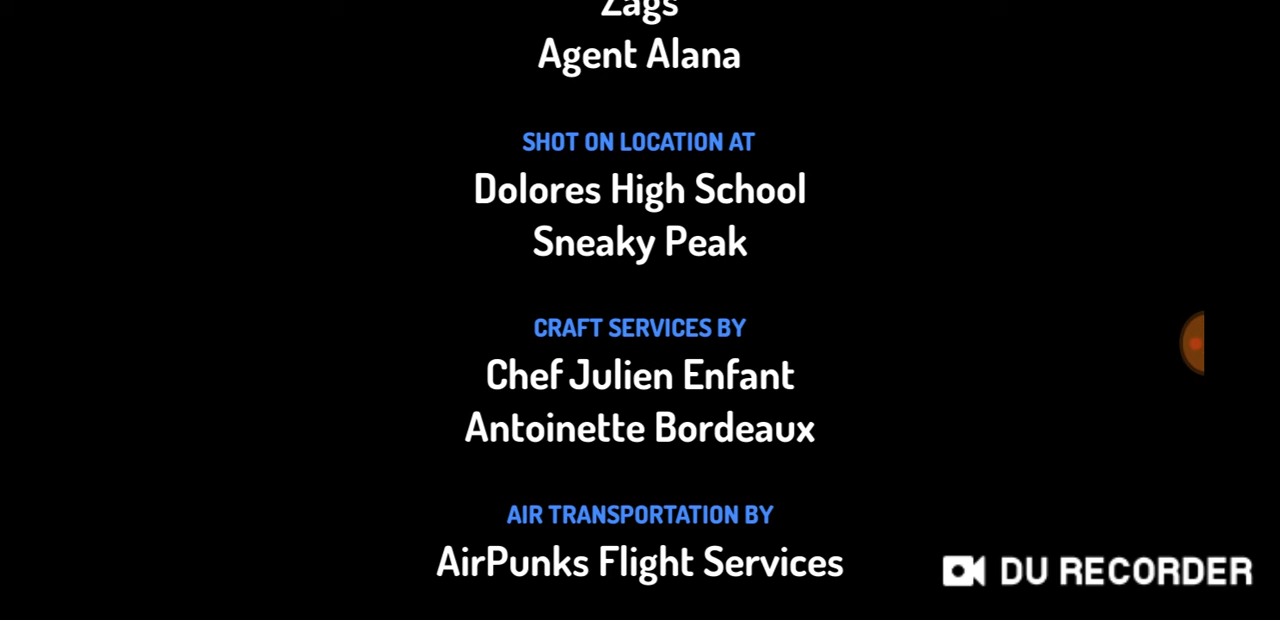 Zags
Agent Alana
SHOT ON LOCATION AT
Dolores High School
Sneaky Peak
CRAFT SERVICES BY
Chef Julien Enfant
Antoinette Bordeaux
AIR TRANSPORTATION BY
AirPunks Flight Services
DU RECORDER